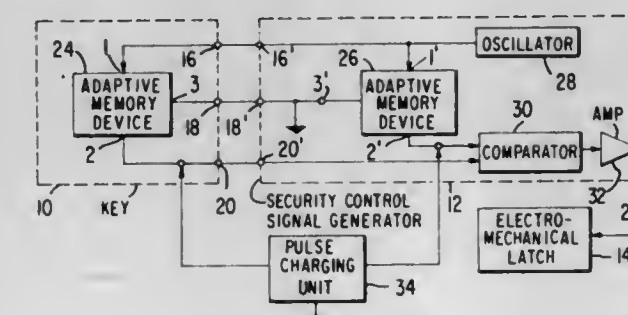 24
1
16
16'
26
1'
OSCILLATOR
28
ADAPTIVE
MEMORY
DEVICE
3
18
18'
3'
ADAPTIVE
MEMORY
DEVICE
30
AMP
2
2'
COMPARATOR
32
20'
10
KEY
20
SECURITY CONTROL
SIGNAL GENERATOR
12
PULSE
CHARGING
UNIT
34
ELECTRO-
MECHANICAL
LATCH
2
14